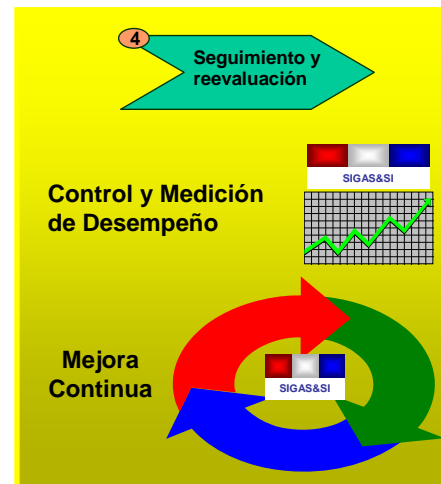 4
Seguimiento y
reevaluación
SIGAS&SI
Control y Medición
de Desempeño
Mejora
Continua
SIGAS&SI